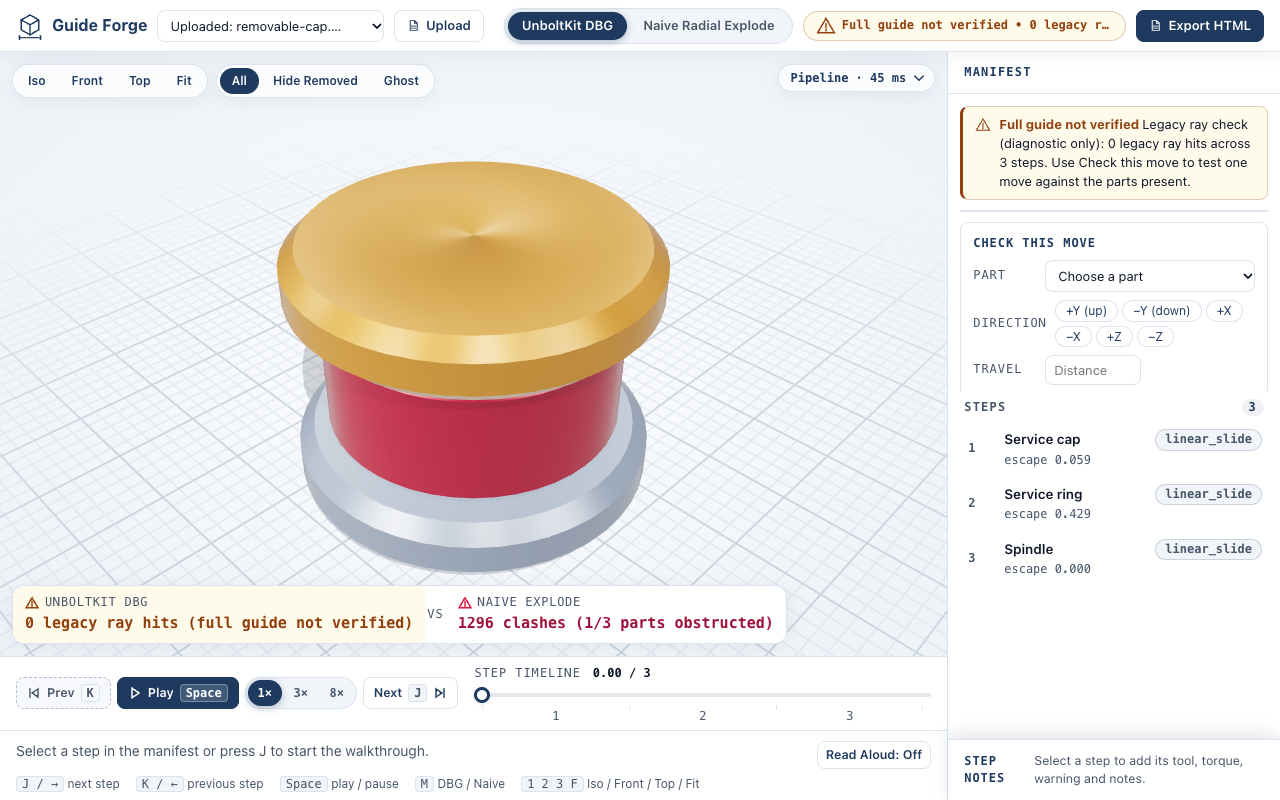 Guide Forge
Uploaded: removable-cap....
Upload
UnboltKit DBG
Naive Radial Explode
Full guide not verified • 0 legacy r…
Export HTML
Iso
Front
Top
Fit
All
Hide Removed
Ghost
Pipeline · 45 ms
MANIFEST
Full guide not verified Legacy ray check
(diagnostic only): 0 legacy ray hits across
3 steps. Use Check this move to test one
move against the parts present.
CHECK THIS MOVE
PART
Choose a part
DIRECTION
+Y (up)
−Y (down)
+X
−X
+Z
−Z
TRAVEL
Distance
STEPS
3
1
Service cap
linear_slide
escape 0.059
2
Service ring
linear_slide
escape 0.429
3
Spindle
linear_slide
escape 0.000
UNBOLTKIT DBG
0 legacy ray hits (full guide not verified)
VS
NAIVE EXPLODE
1296 clashes (1/3 parts obstructed)
Prev K
Play Space
1×
3×
8×
Next J
STEP TIMELINE 0.00 / 3
1
2
3
Select a step in the manifest or press J to start the walkthrough.
Read Aloud: Off
J / → next step
K / ← previous step
Space play / pause
M DBG / Naive
1 2 3 F Iso / Front / Top / Fit
STEP
NOTES
Select a step to add its tool, torque,
warning and notes.